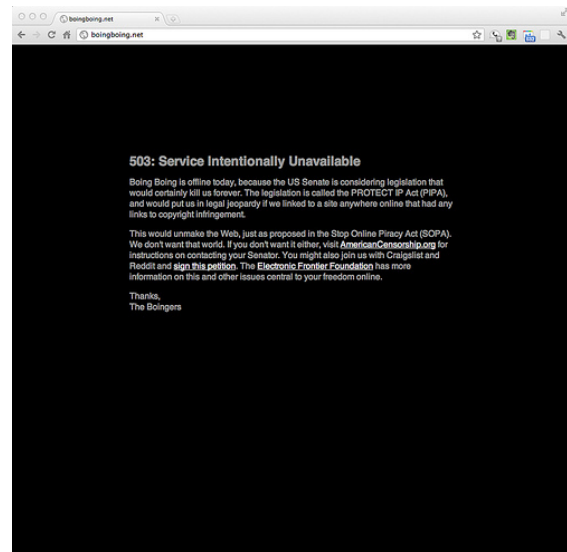 boingboing.net
boingboing.net
503: Service Intentionally Unavailable
Boing Boing is offline today, because the US Senate is considering legislation that
would certainly kill us forever. The legislation is called the PROTECT IP Act (PIPA),
and would put us in legal jeopardy if we linked to a site anywhere online that had any
links to copyright infringement.
This would unmake the Web, just as proposed in the Stop Online Piracy Act (SOPA).
We don't want that world. If you don't want it either, visit AmericanCensorship.org for
instructions on contacting your Senator. You might also join us with Craigslist and
Reddit and sign this petition. The Electronic Frontier Foundation has more
information on this and other issues central to your freedom online.
Thanks,
The Boingers